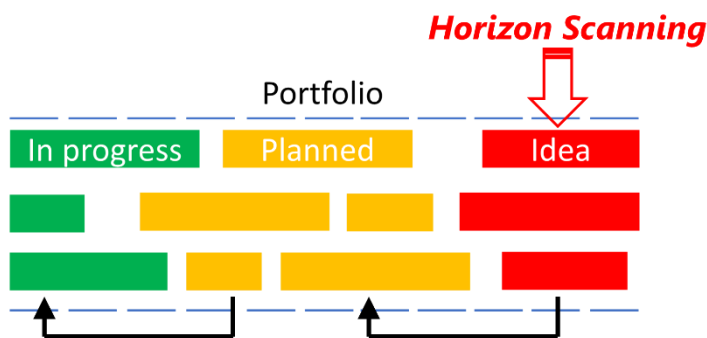 Horizon Scanning
Portfolio
In progress
Planned
Idea